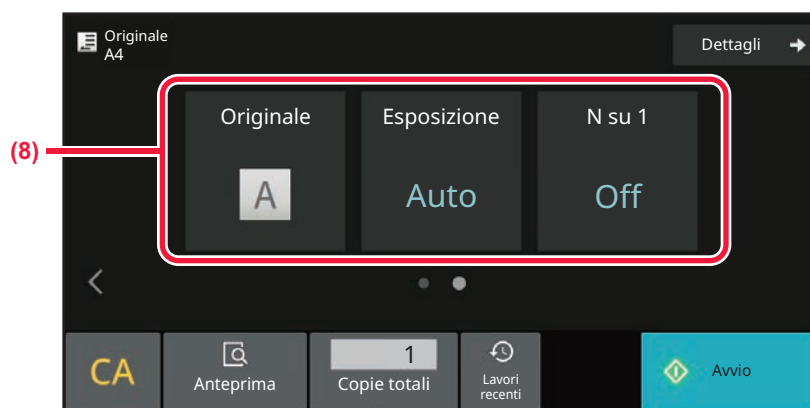 Originale
A4
Dettagli
Originale
Esposizione
N su 1
(8)
A
Auto
Off
CA
Anteprima
1
Copie totali
Lavori
recenti
Avvio